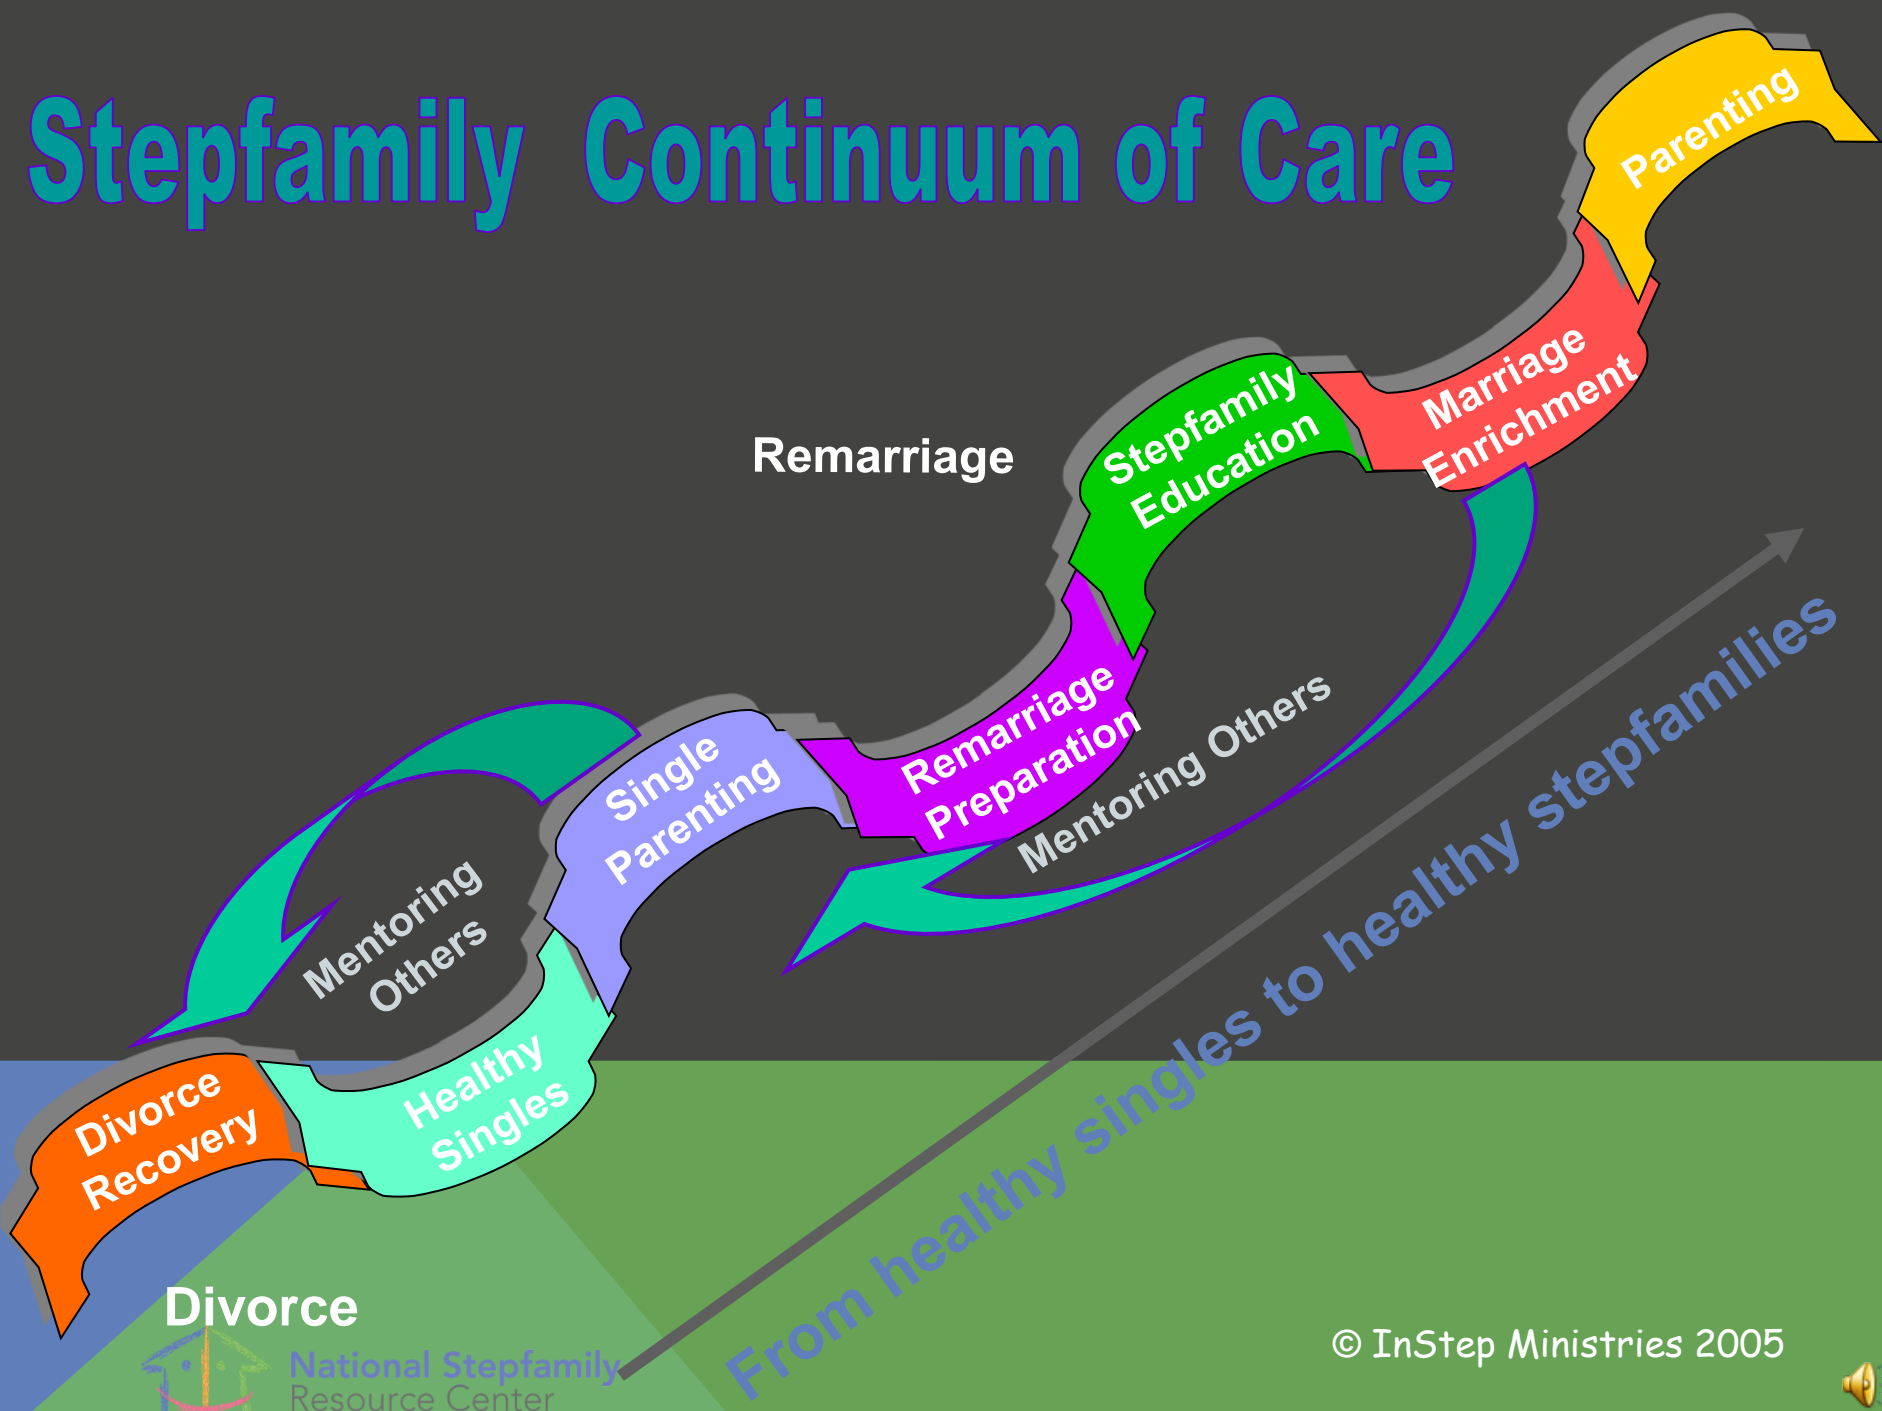 Stepfamily Continuum of Care
Parenting
Marriage
Enrichment
Stepfamily
Education
Remarriage
Remarriage
Preparation
Mentoring Others
Single
Parenting
Mentoring
Others
Healthy
Singles
Divorce
Recovery
From healthy singles to healthy stepfamilies
Divorce
National Stepfamily
Resource Center
© InStep Ministries 2005